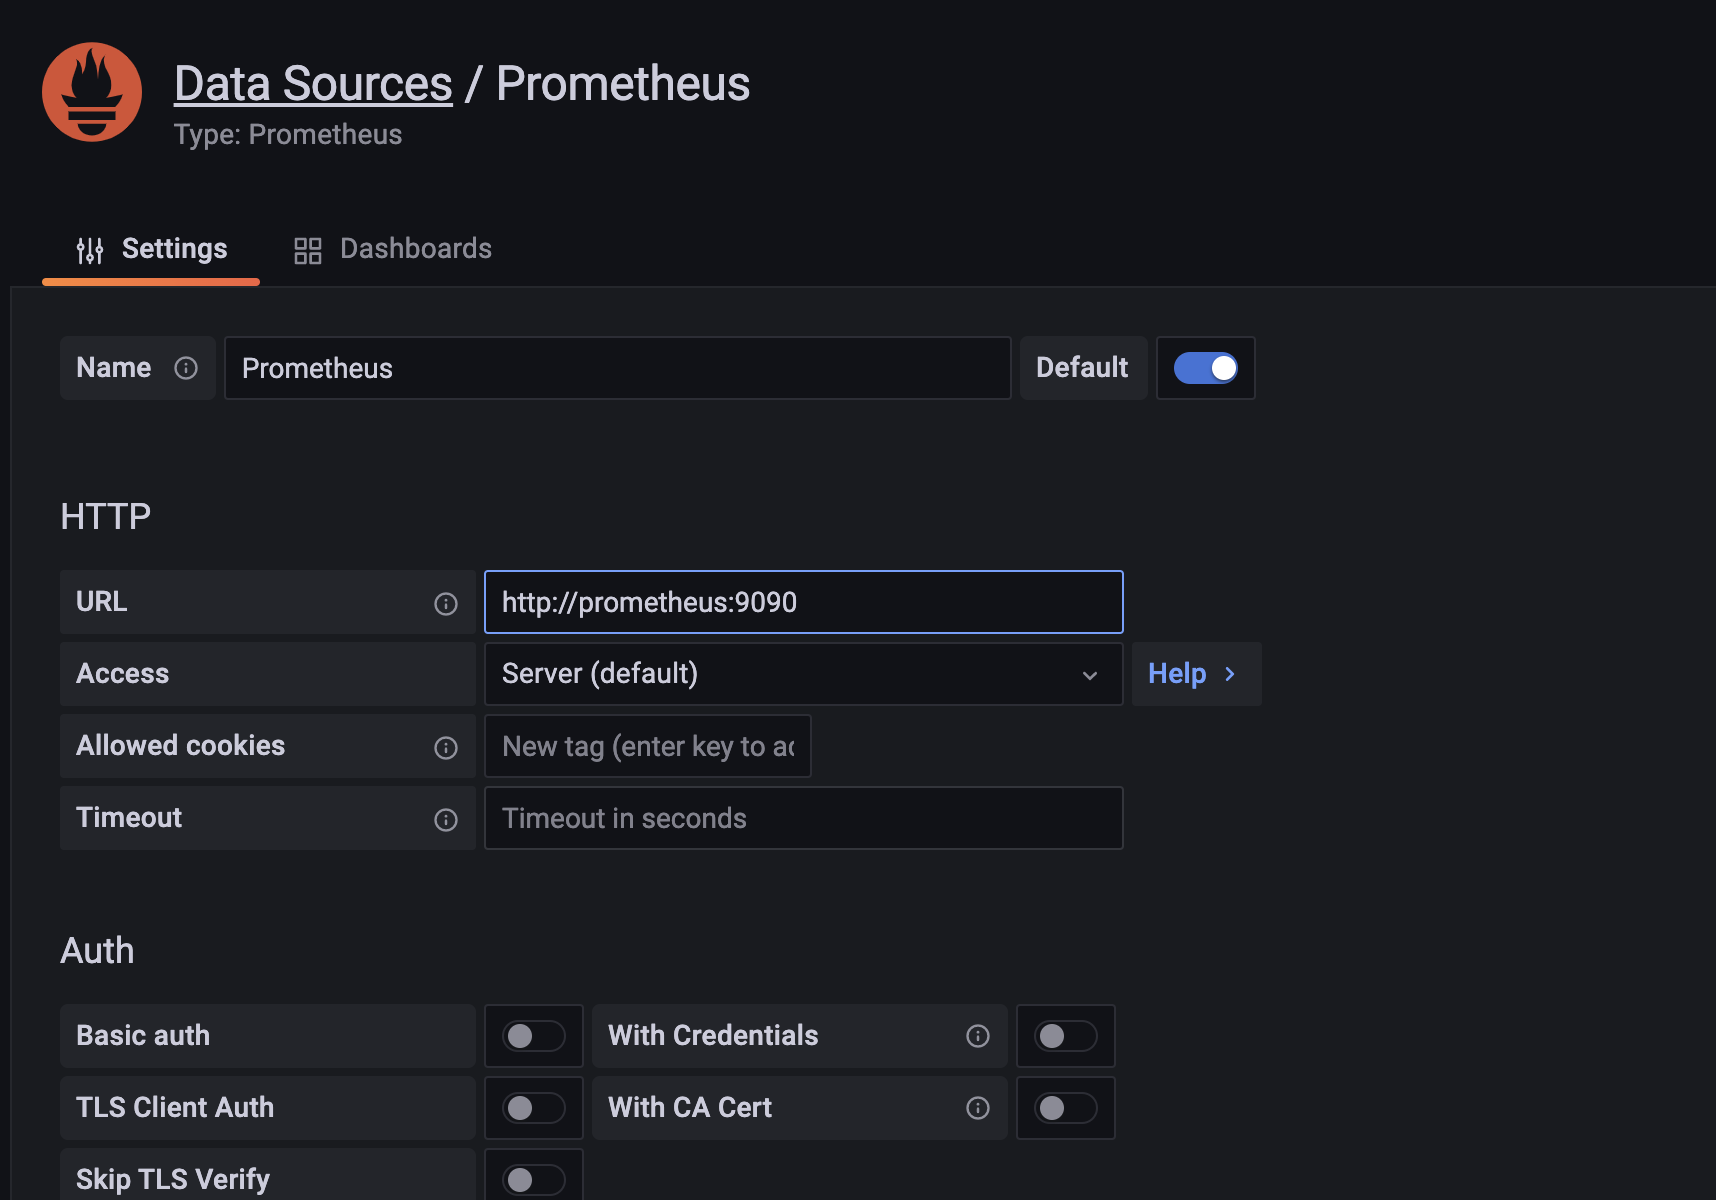 Data Sources / Prometheus
Type: Prometheus
Settings
Dashboards
Name
Prometheus
Default
HTTP
URL
http://prometheus:9090
Access
Server (default)
Help
Allowed cookies
New tag (enter key to ad
Timeout
Timeout in seconds
Auth
Basic auth
With Credentials
TLS Client Auth
With CA Cert
Skip TLS Verify